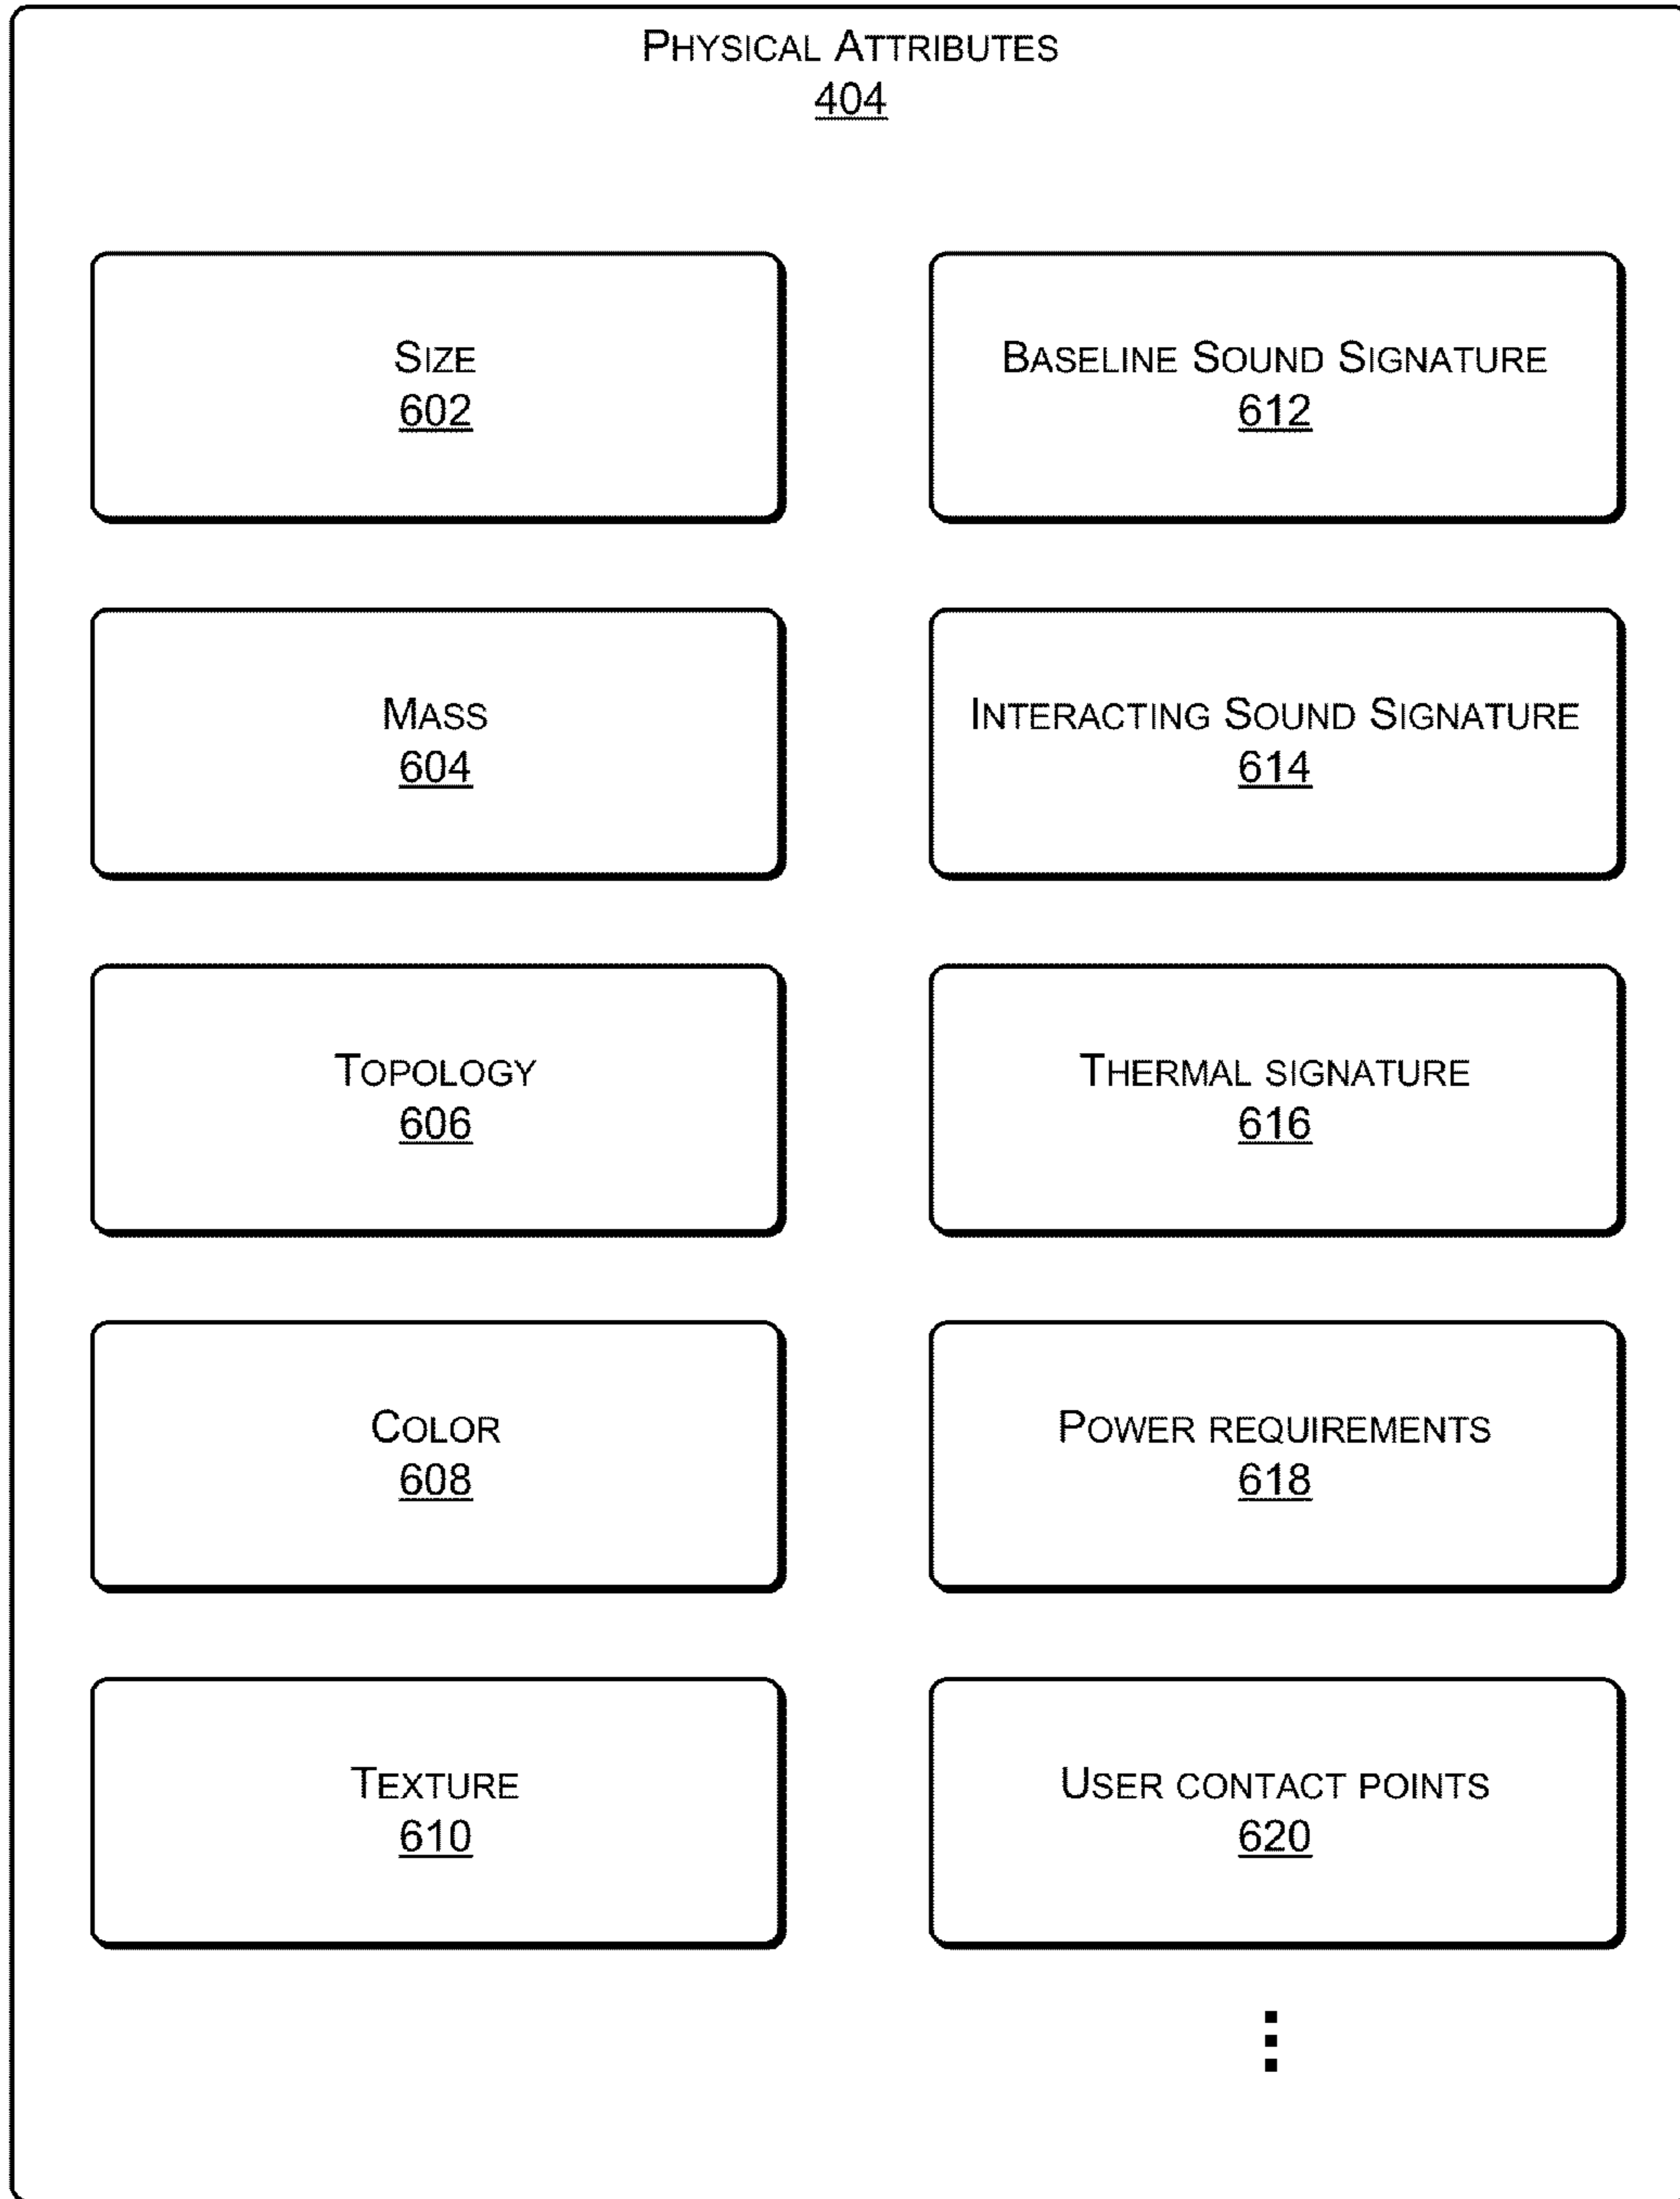 PHYSICAL ATTRIBUTES
404
SIZE
602
MASS
604
TOPOLOGY
606
COLOR
608
TEXTURE
610
BASELINE SOUND SIGNATURE
612
INTERACTING SOUND SIGNATURE
614
THERMAL SIGNATURE
616
POWER REQUIREMENTS
618
USER CONTACT POINTS
620